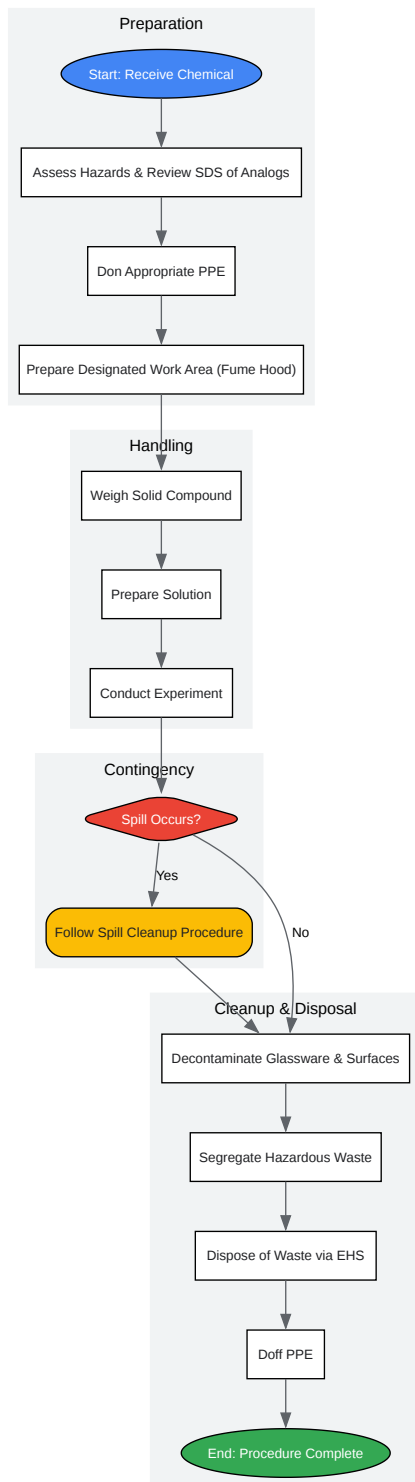 Preparation
Start: Receive Chemical
Assess Hazards & Review SDS of Analogs
Don Appropriate PPE
Prepare Designated Work Area (Fume Hood)
Handling
Weigh Solid Compound
Prepare Solution
Conduct Experiment
Contingency
Spill Occurs?
Yes
Follow Spill Cleanup Procedure
No
Cleanup & Disposal
Decontaminate Glassware & Surfaces
Segregate Hazardous Waste
Dispose of Waste via EHS
Doff PPE
End: Procedure Complete